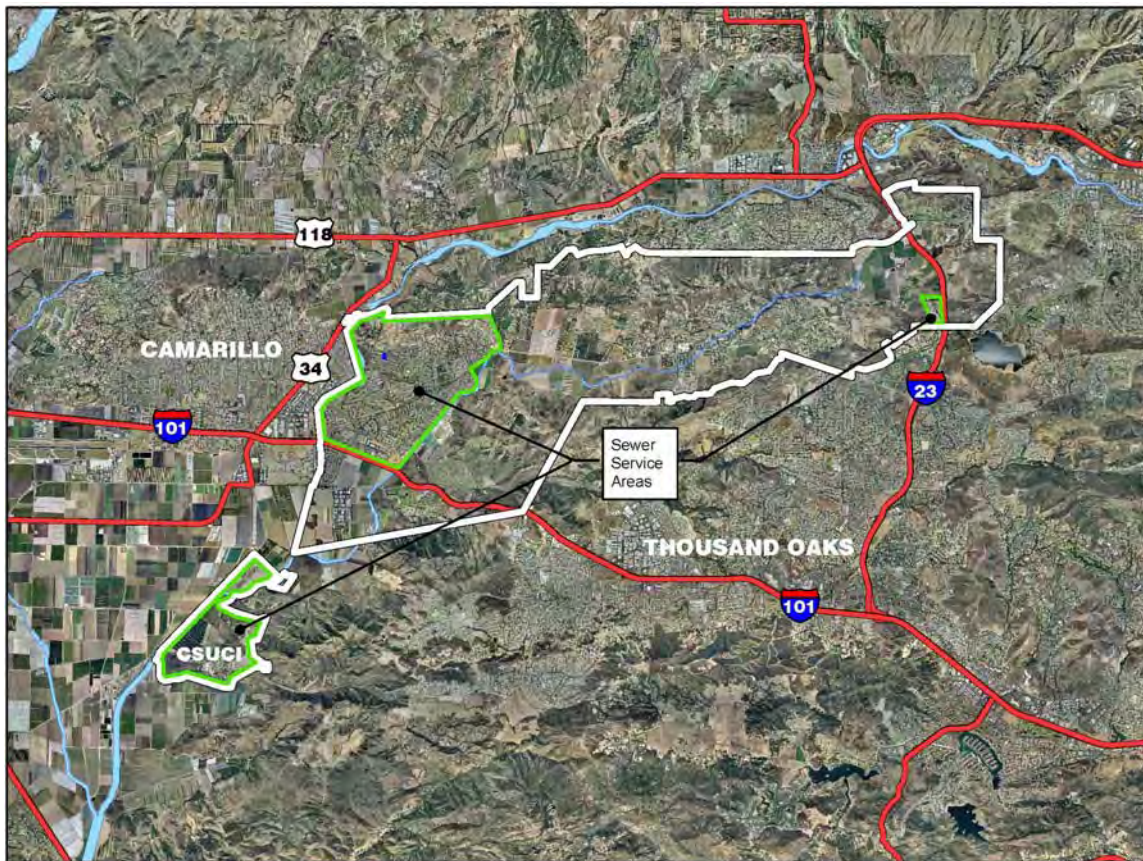 118
CAMARILLO
34
101
23
Sewer
Service
Areas
THOUSAND OAKS
101
CSUCI